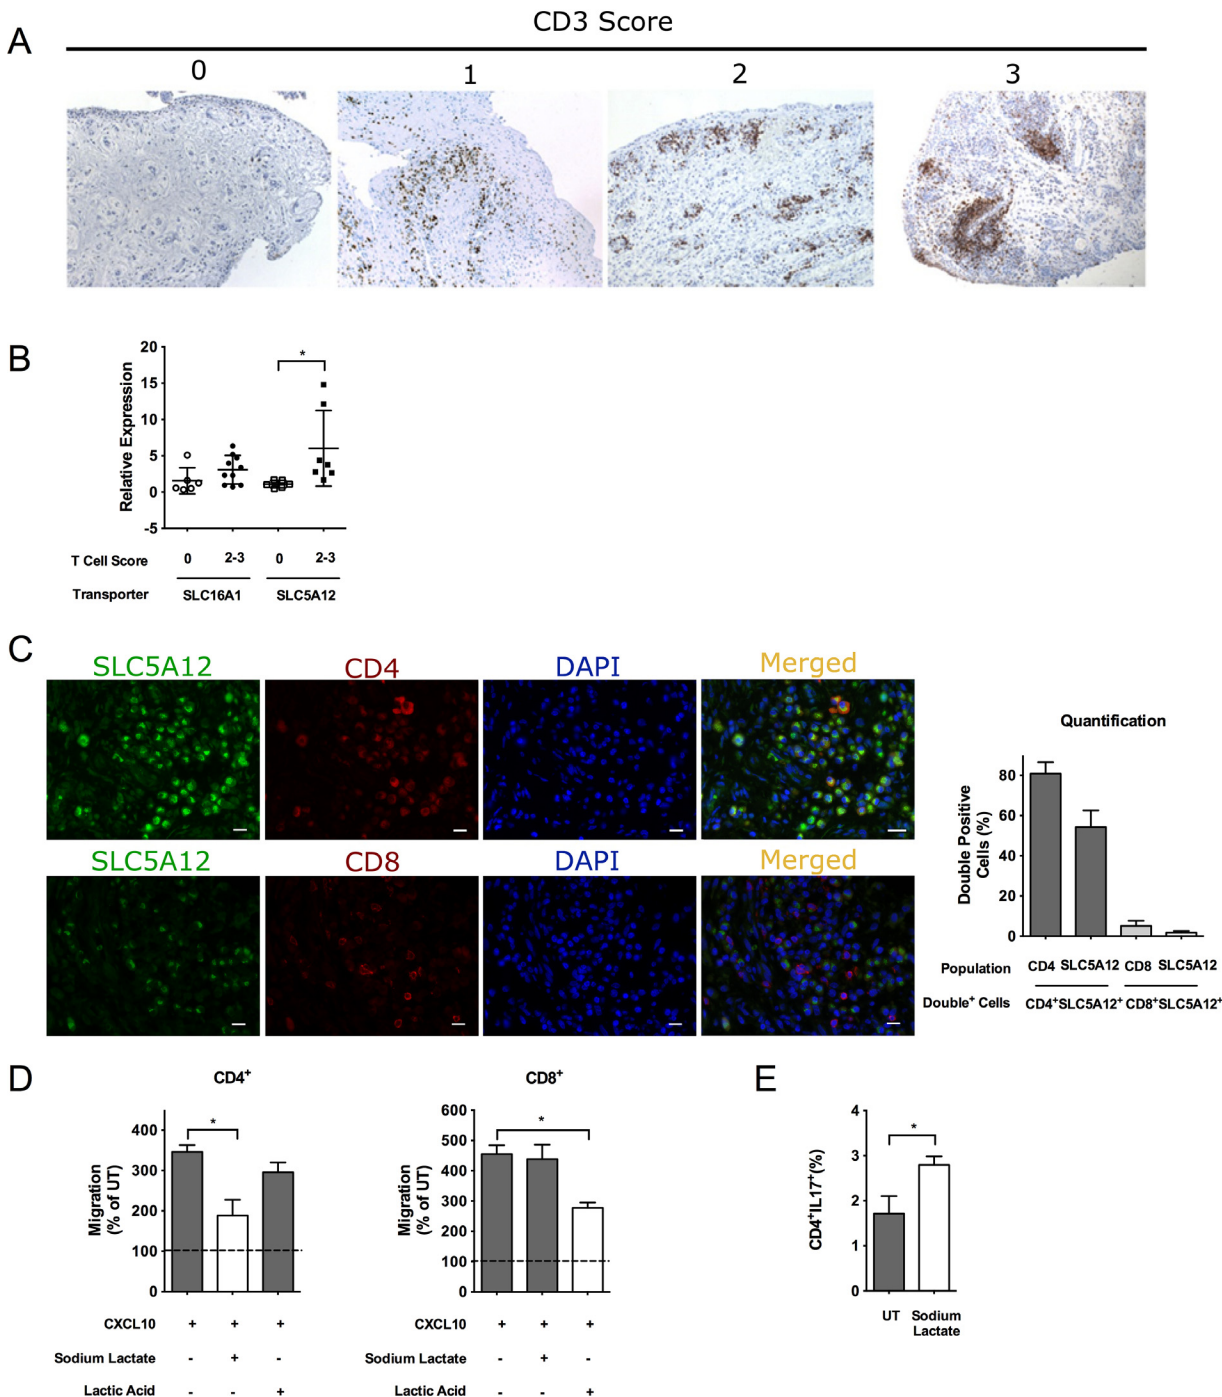 A
CD3 Score
0 1 2 3
B
20
15
10
5
0
-5
Relative Expression
T Cell Score 0 2-3 0 2-3
Transporter SLC16A1 SLC5A12
*
C
SLC5A12 CD4 DAPI Merged
SLC5A12 CD8 DAPI Merged
Quantification
80
60
40
20
0
Double Positive
Cells (%)
Population CD4 SLC5A12 CD8 SLC5A12
Double⁺ Cells CD4⁺SLC5A12⁺ CD8⁺SLC5A12⁺
D
CD4⁺
400
300
200
100
0
Migration
(% of UT)
*
CXCL10 + + +
Sodium Lactate - + -
Lactic Acid - - +
CD8⁺
600
500
400
300
200
100
0
Migration
(% of UT)
*
CXCL10 + + +
Sodium Lactate - + -
Lactic Acid - - +
E
4
3
2
1
0
CD4⁺IL17⁺(%)
*
UT Sodium
Lactate